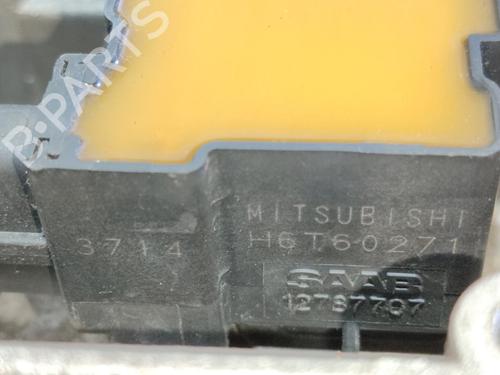 B-PARTS
MITSUBISHI
3714 H6T60271
SAAB
12787707